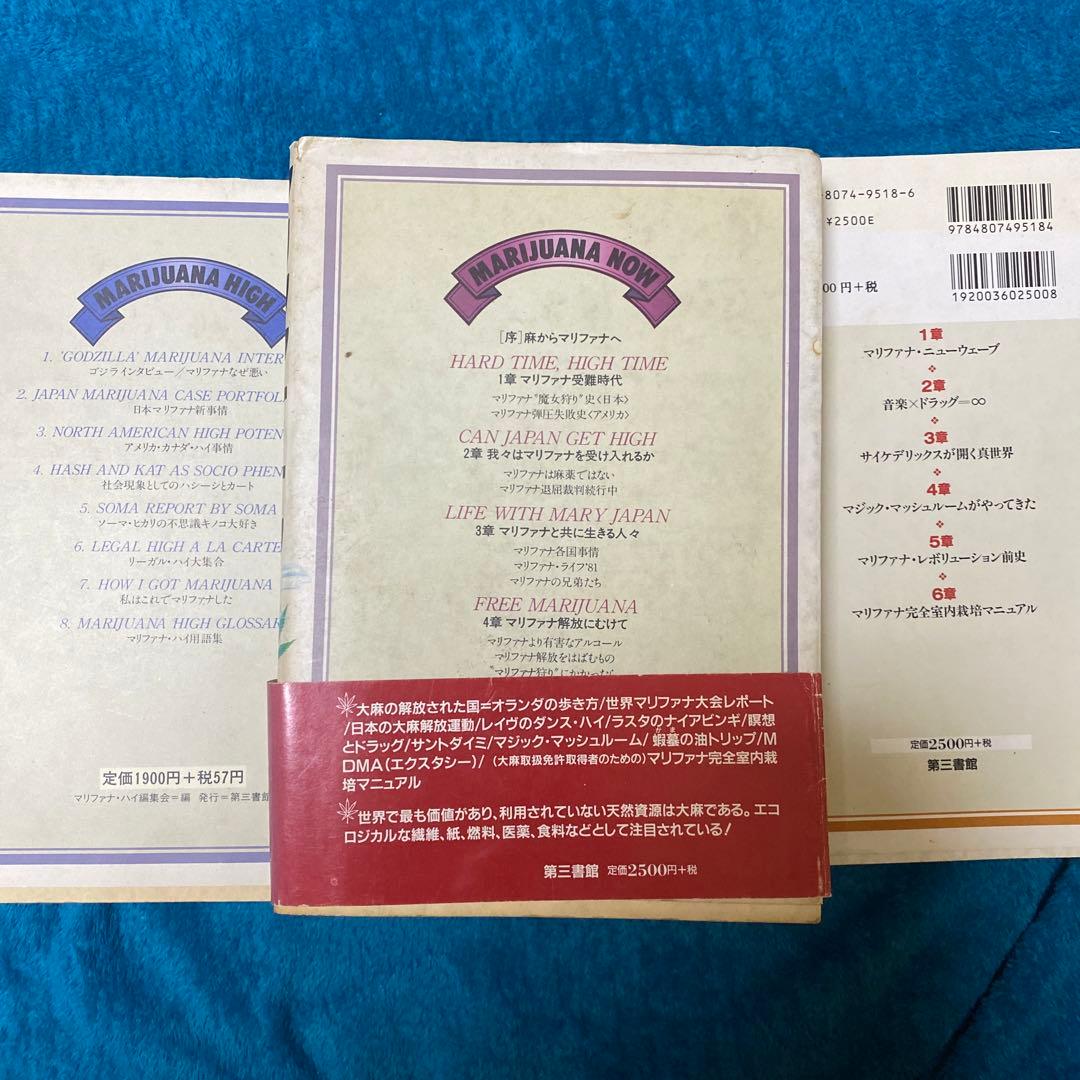 MARIJUANA HIGH
1. 'GODZILLA' MARIJUANA INTER
ゴジラインタビュー/マリファナなぜ悪い
2. JAPAN MARIJUANA CASE PORTFOL
日本マリファナ新事情
3. NORTH AMERICAN HIGH POTEN
アメリカ・カナダ・ハイ事情
4. HASH AND KAT AS SOCIO PHEN
社会現象としてのハシーシとカート
5. SOMA REPORT BY SOMA
ソーマ・ヒカリの不思議キノコ大好き
6. LEGAL HIGH A LA CARTE
リーガル・ハイ大集合
7. HOW I GOT MARIJUANA
私はこれでマリファナした
8. MARIJUANA HIGH GLOSSAR
マリファナ・ハイ用語集
定価1900円+税57円
マリファナ・ハイ編集会=編 発行=第三書館
MARIJUANA NOW
[序]麻からマリファナへ
HARD TIME, HIGH TIME
1章 マリファナ受難時代
マリファナ"魔女狩り"史〈日本〉
マリファナ弾圧失敗史〈アメリカ〉
CAN JAPAN GET HIGH
2章 我々はマリファナを受け入れるか
マリファナは麻薬ではない
マリファナ退屈裁判続行中
LIFE WITH MARY JAPAN
3章 マリファナと共に生きる人々
マリファナ各国事情
マリファナ・ライフ'81
マリファナの兄弟たち
FREE MARIJUANA
4章 マリファナ解放にむけて
マリファナより有害なアルコール
マリファナ解放をはばむもの
"マリファナ狩り"にかかったら
大麻の解放された国=オランダの歩き方/世界マリファナ大会レポート
/日本の大麻解放運動/レイヴのダンス・ハイ/ラスタのナイアビンギ/瞑想
とドラッグ/サントダイミ/マジック・マッシュルーム/蝦蟇の油トリップ/M
DMA(エクスタシー)/(大麻取扱免許取得者のための)マリファナ完全室内栽
培マニュアル
世界で最も価値があり、利用されていない天然資源は大麻である。エコ
ロジカルな繊維、紙、燃料、医薬、食料などとして注目されている!
第三書館 定価2500円+税
8074-9518-6
¥2500E
9784807495184
00円+税
1920036025008
1章
マリファナ・ニューウェーブ
2章
音楽×ドラッグ=∞
3章
サイケデリックスが開く真世界
4章
マジック・マッシュルームがやってきた
5章
マリファナ・レボリューション前史
6章
マリファナ完全室内栽培マニュアル
定価2500円+税
第三書館